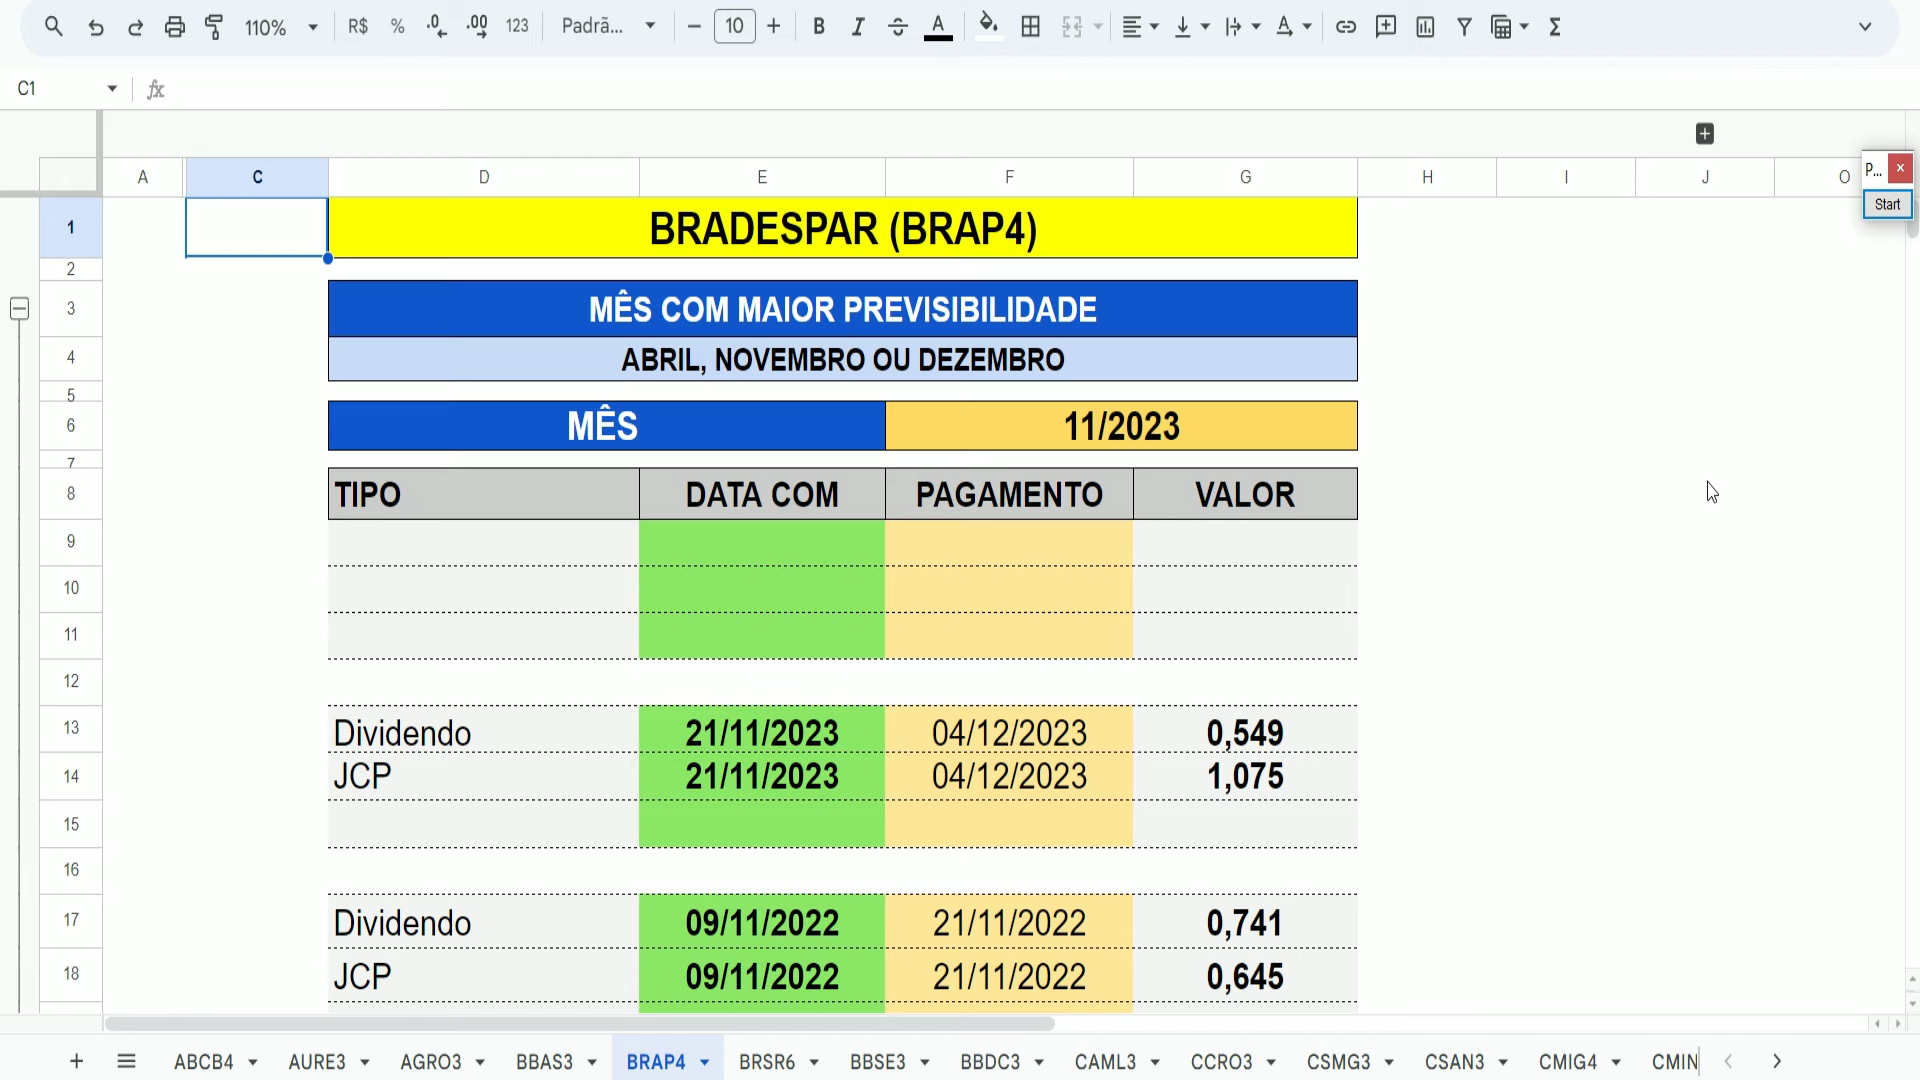 110% R$ % .0 .00 123 Padrã... 10 B I A
C1 fx
P...
Start
A C D E F G H I J O
1 BRADESPAR (BRAP4)
2
3 MÊS COM MAIOR PREVISIBILIDADE
4 ABRIL, NOVEMBRO OU DEZEMBRO
5
6 MÊS 11/2023
7
8 TIPO DATA COM PAGAMENTO VALOR
9
10
11
12
13 Dividendo 21/11/2023 04/12/2023 0,549
14 JCP 21/11/2023 04/12/2023 1,075
15
16
17 Dividendo 09/11/2022 21/11/2022 0,741
18 JCP 09/11/2022 21/11/2022 0,645
ABCB4 AURE3 AGRO3 BBAS3 BRAP4 BRSR6 BBSE3 BBDC3 CAML3 CCRO3 CSMG3 CSAN3 CMIG4 CMIN